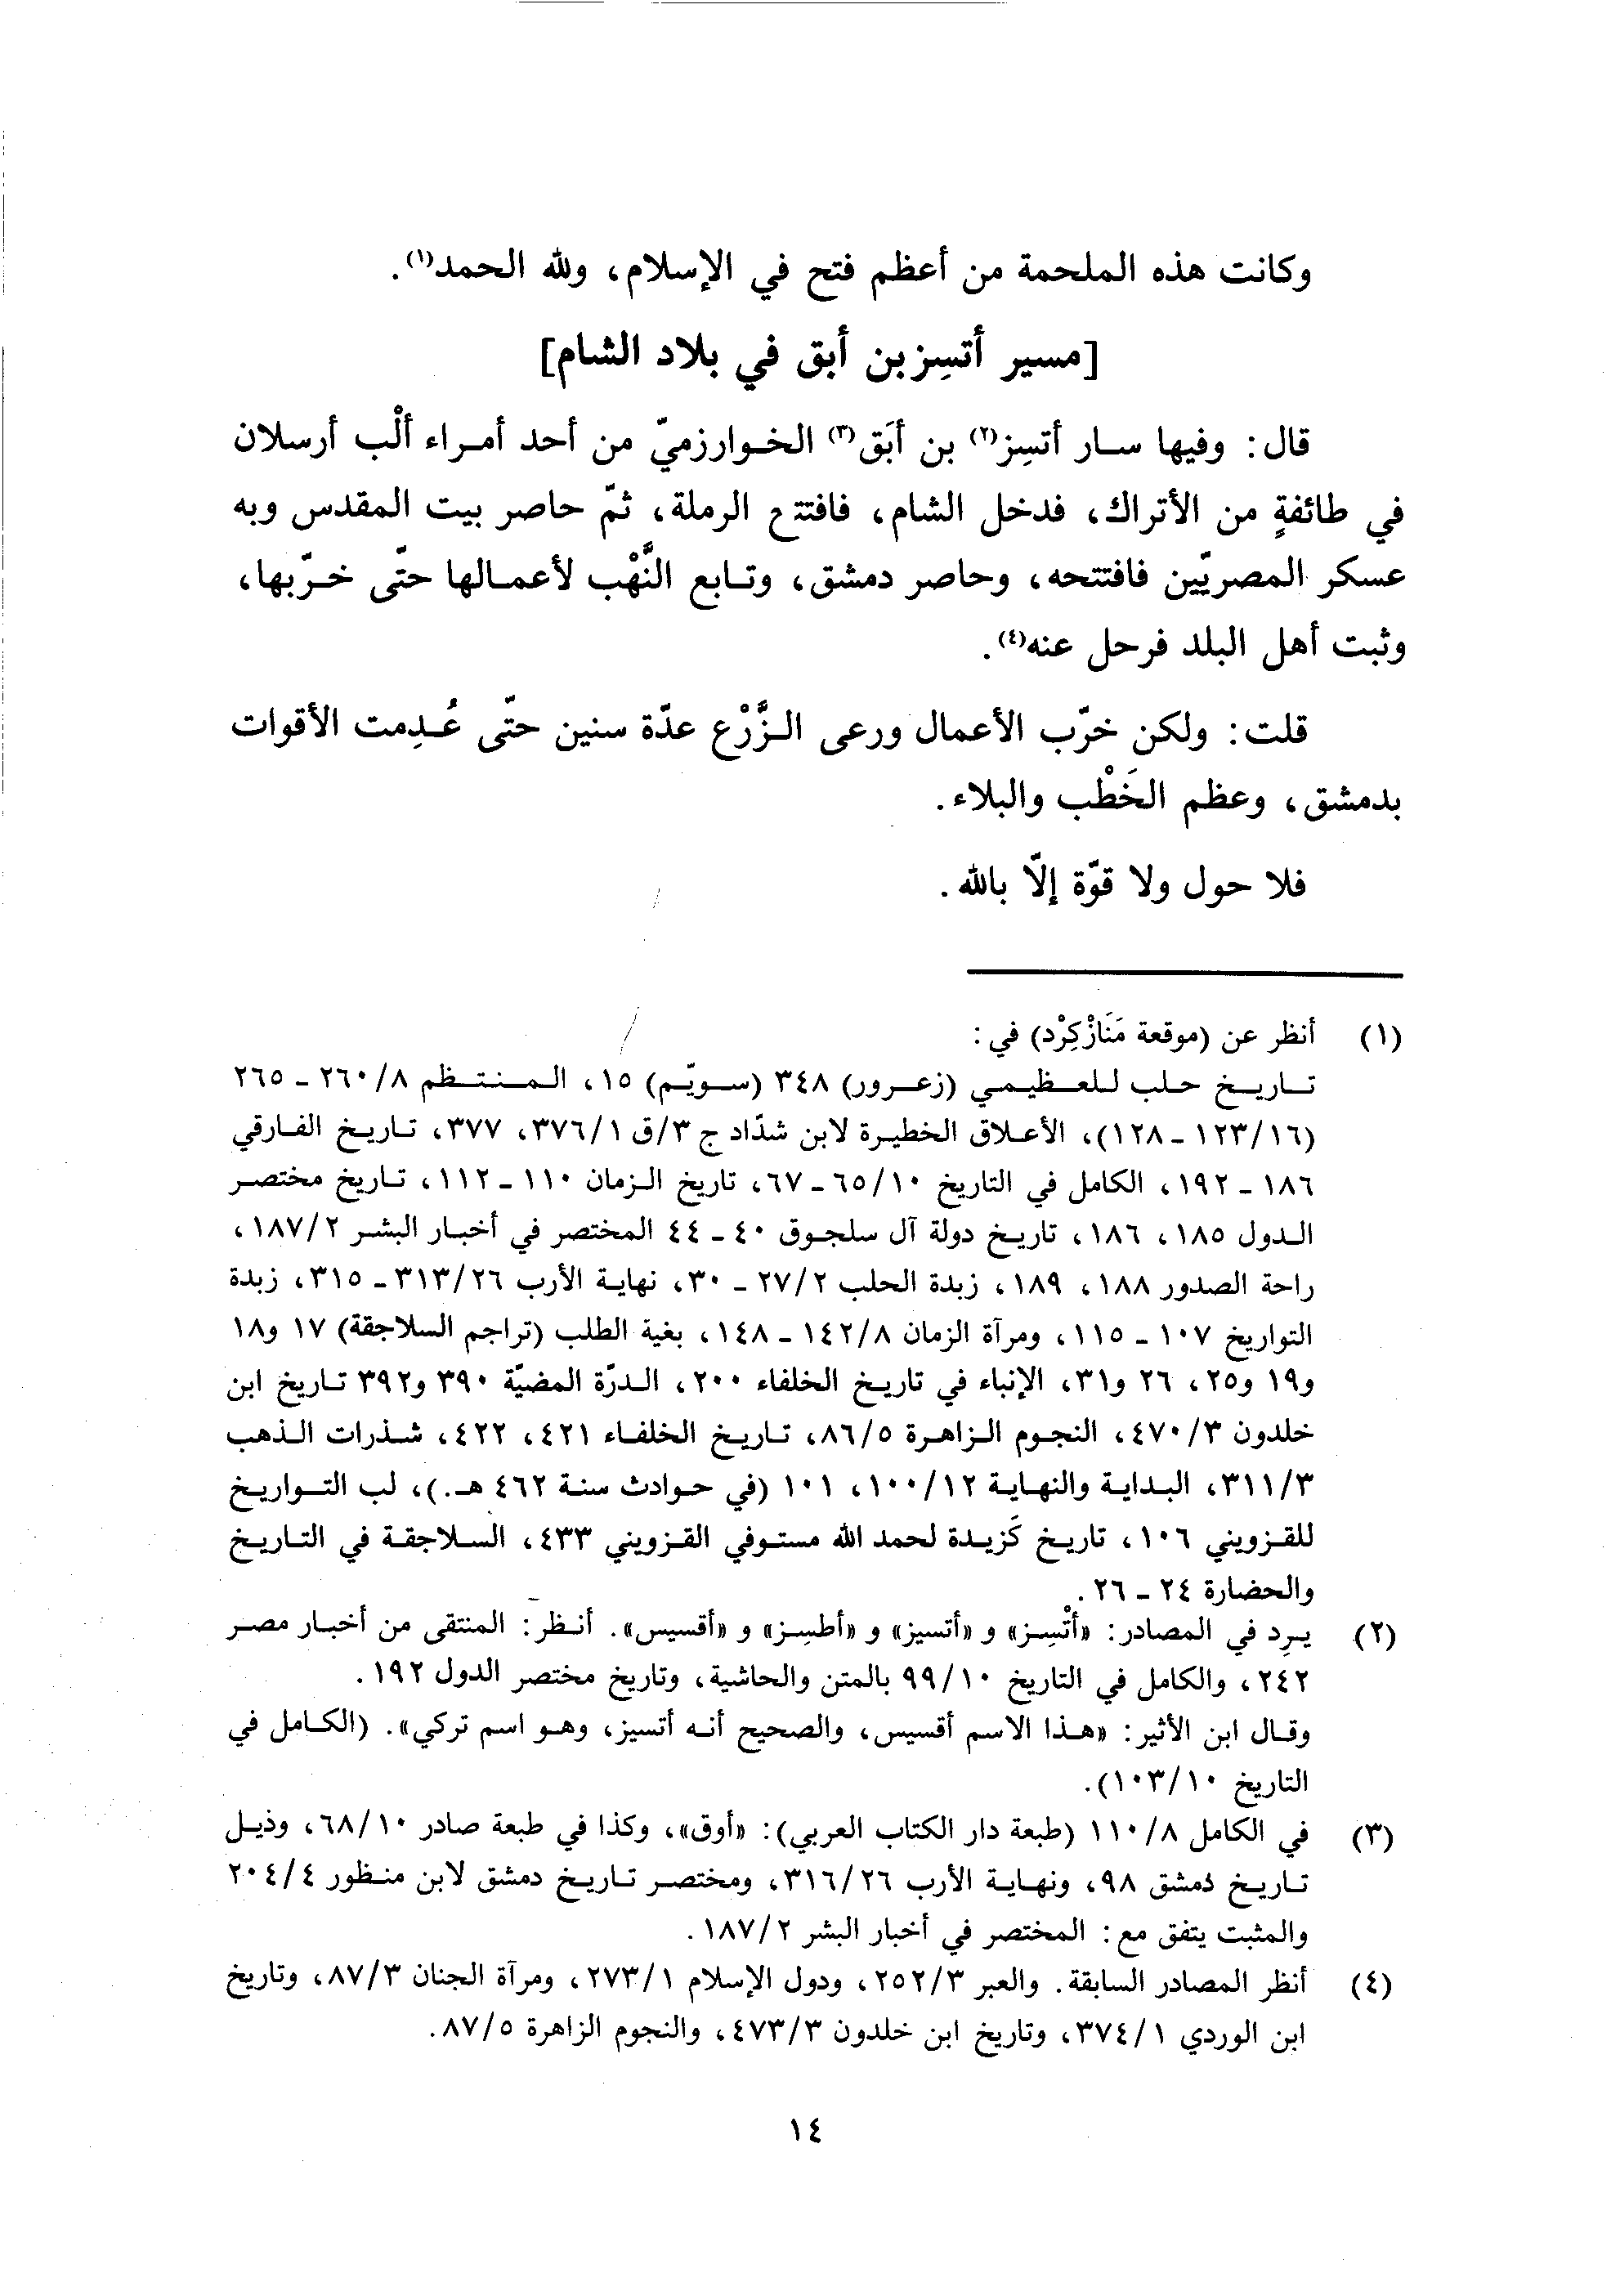 وكانت هذه الملحمة من أعظم فتح في الإسلام، ولله الحمد(١).
[مسير أتسِز بن أبق في بلاد الشام]
قال: وفيها سار أتسِز(٢) بن أبَق(٣) الخوارزميّ من أحد أمراء ألْب أرسلان
في طائفةٍ من الأتراك، فدخل الشام، فافتتح الرملة، ثمّ حاصر بيت المقدس وبه
عسكر المصريّين فافتتحه، وحاصر دمشق، وتابع النَّهْب لأعمالها حتّى خرّبها،
وثبت أهل البلد فرحل عنه(٤).
قلت: ولكن خرّب الأعمال ورعى الزَّرْع عدّة سنين حتّى عُدِمت الأقوات
بدمشق، وعظم الخَطْب والبلاء.
فلا حول ولا قوّة إلّا بالله.
(١) أنظر عن (موقعة مَنَازْكِرْد) في:
تاريخ حلب للعظيمي (زعرور) ٣٤٨ (سويّم) ١٥، المنتظم ٢٦٠/٨ ـ ٢٦٥
(١٢٣/١٦ ـ ١٢٨)، الأعلاق الخطيرة لابن شدّاد ج ٣/ق ٣٧٦/١، ٣٧٧، تاريخ الفارقي
١٨٦ ـ ١٩٢، الكامل في التاريخ ٦٥/١٠ ـ ٦٧، تاريخ الزمان ١١٠ ـ ١١٢، تاريخ مختصر
الدول ١٨٥، ١٨٦، تاريخ دولة آل سلجوق ٤٠ ـ ٤٤ المختصر في أخبار البشر ١٨٧/٢،
راحة الصدور ١٨٨، ١٨٩، زبدة الحلب ٢٧/٢ ـ ٣٠، نهاية الأرب ٣١٣/٢٦ ـ ٣١٥، زبدة
التواريخ ١٠٧ ـ ١١٥، ومرآة الزمان ١٤٢/٨ ـ ١٤٨، بغية الطلب (تراجم السلاجقة) ١٧ و١٨
و١٩ و٢٥، ٢٦ و٣١، الإنباء في تاريخ الخلفاء ٢٠٠، الدرّة المضيّة ٣٩٠ و٣٩٢ تاريخ ابن
خلدون ٤٧٠/٣، النجوم الزاهرة ٨٦/٥، تاريخ الخلفاء ٤٢١، ٤٢٢، شذرات الذهب
٣١١/٣، البداية والنهاية ١٠٠/١٢، ١٠١ (في حوادث سنة ٤٦٢ هـ.)، لب التواريخ
للقزويني ١٠٦، تاريخ كَزيدة لحمد الله مستوفي القزويني ٤٣٣، السلاجقة في التاريخ
والحضارة ٢٤ ـ ٢٦.
(٢) يرِد في المصادر: «أتْسِز» و «أتسيز» و «أطسِز» و «أقسيس». أنظر: المنتقى من أخبار مصر
٢٤٢، والكامل في التاريخ ٩٩/١٠ بالمتن والحاشية، وتاريخ مختصر الدول ١٩٢.
وقال ابن الأثير: «هذا الاسم أقسيس، والصحيح أنه أتسيز، وهو اسم تركي». (الكامل في
التاريخ ١٠٣/١٠).
(٣) في الكامل ١١٠/٨ (طبعة دار الكتاب العربي): «أوق»، وكذا في طبعة صادر ٦٨/١٠، وذيل
تاريخ دمشق ٩٨، ونهاية الأرب ٣١٦/٢٦، ومختصر تاريخ دمشق لابن منظور ٢٠٤/٤
والمثبت يتفق مع: المختصر في أخبار البشر ١٨٧/٢.
(٤) أنظر المصادر السابقة. والعبر ٢٥٢/٣، ودول الإسلام ٢٧٣/١، ومرآة الجنان ٨٧/٣، وتاريخ
ابن الوردي ٣٧٤/١، وتاريخ ابن خلدون ٤٧٣/٣، والنجوم الزاهرة ٨٧/٥.
١٤